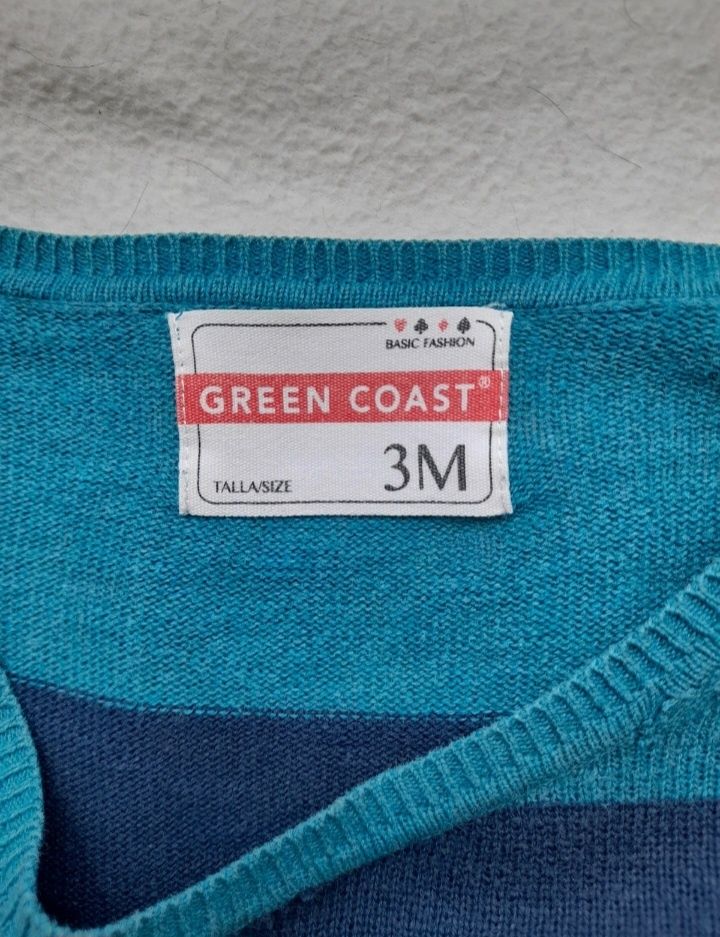 BASIC FASHION
GREEN COAST®
TALLA/SIZE 3M